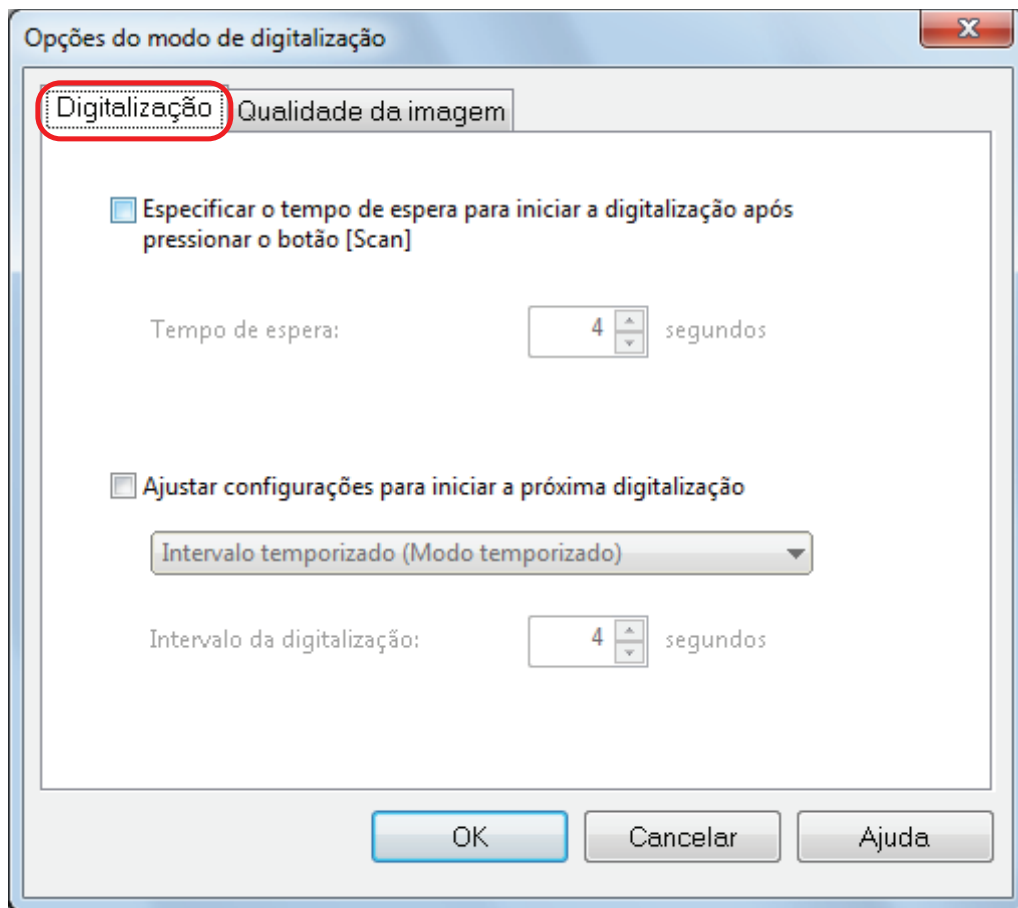 Opções do modo de digitalização
Digitalização
Qualidade da imagem
Especificar o tempo de espera para iniciar a digitalização após
pressionar o botão [Scan]
Tempo de espera:
4
segundos
Ajustar configurações para iniciar a próxima digitalização
Intervalo temporizado (Modo temporizado)
Intervalo da digitalização:
4
segundos
OK
Cancelar
Ajuda